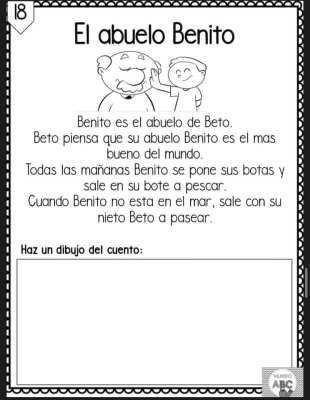 18
El abuelo Benito
Benito es el abuelo de Beto.
Beto piensa que su abuelo Benito es el mas
bueno del mundo.
Todas las mañanas Benito se pone sus botas y
sale en su bote a pescar.
Cuando Benito no esta en el mar, sale con su
nieto Beto a pasear.
Haz un dibujo del cuento:
MUNDO
ABC